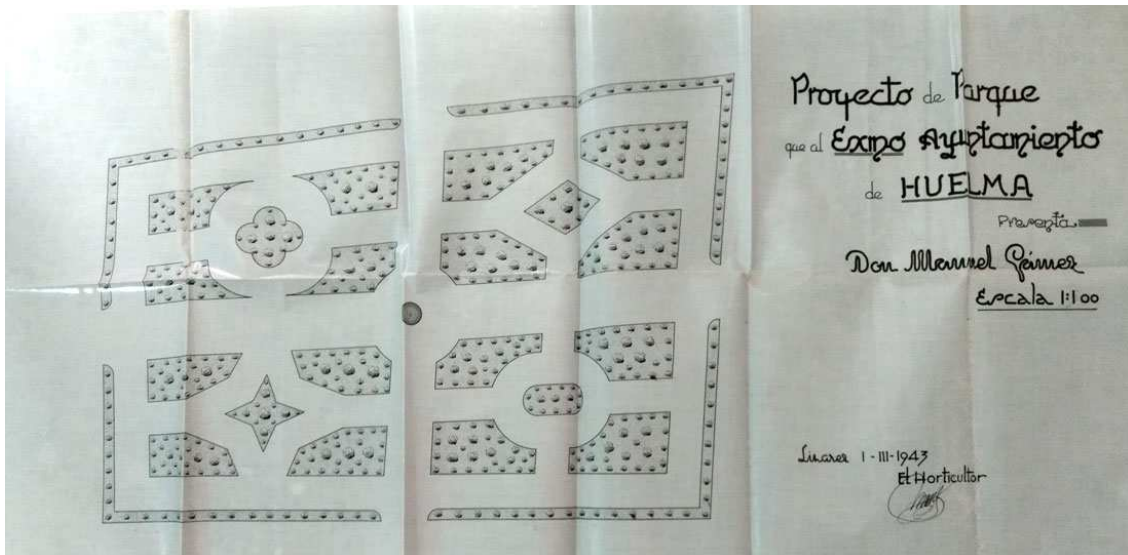 Proyecto de Parque
que al Exmo Ayuntamiento
de HUELMA
Presenta
Don Manuel Gámez
Escala 1:100
Linares 1-III-1943
El Horticultor